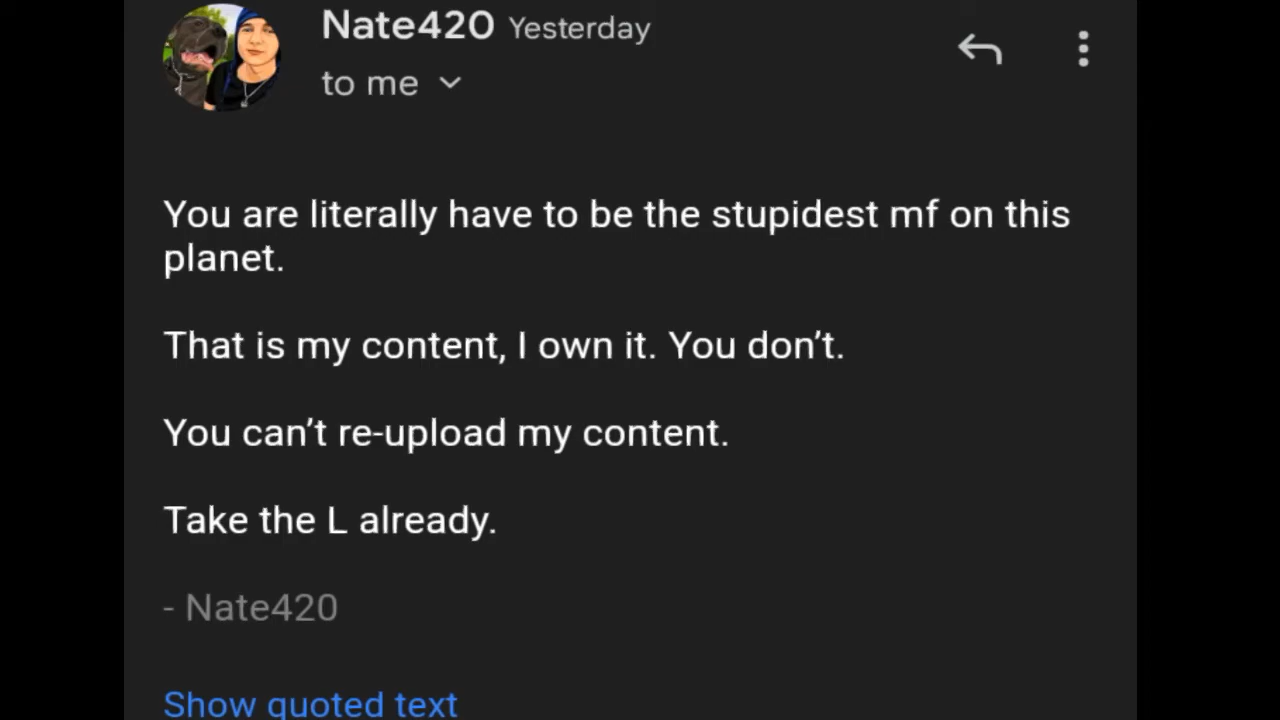 Nate420 Yesterday
to me
You are literally have to be the stupidest mf on this
planet.
That is my content, I own it. You don’t.
You can’t re-upload my content.
Take the L already.
- Nate420
Show quoted text